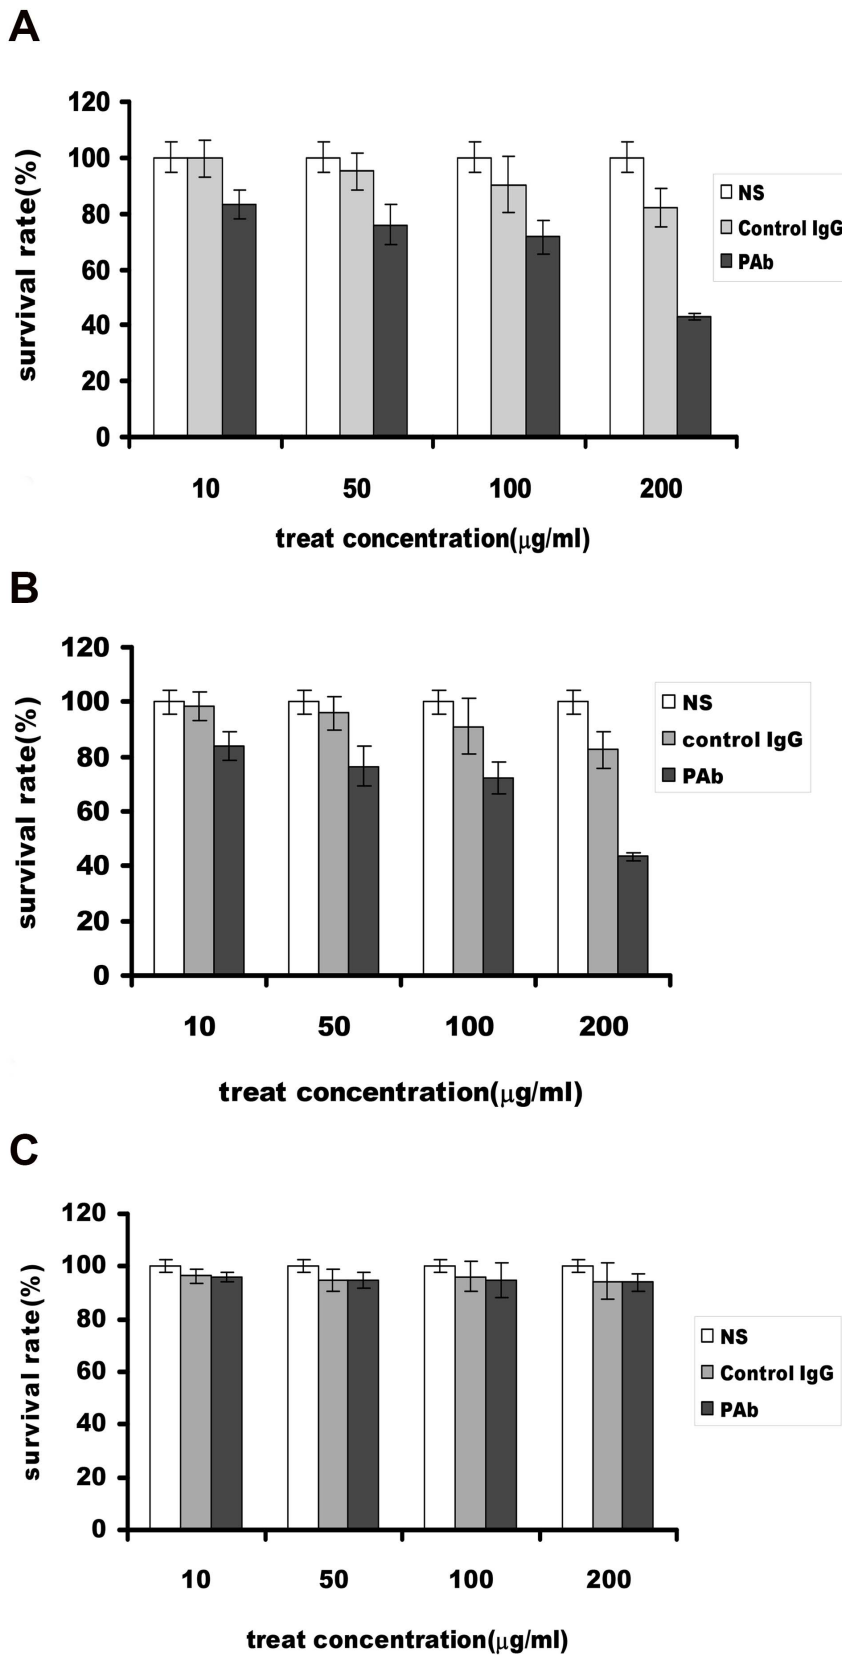 A
120
100
80
60
40
20
0
survival rate(%)
10 50 100 200
treat concentration(μg/ml)
NS
Control IgG
PAb
B
120
100
80
60
40
20
0
survival rate(%)
10 50 100 200
treat concentration(μg/ml)
NS
control IgG
PAb
C
120
100
80
60
40
20
0
survival rate(%)
10 50 100 200
treat concentration(μg/ml)
NS
Control IgG
PAb